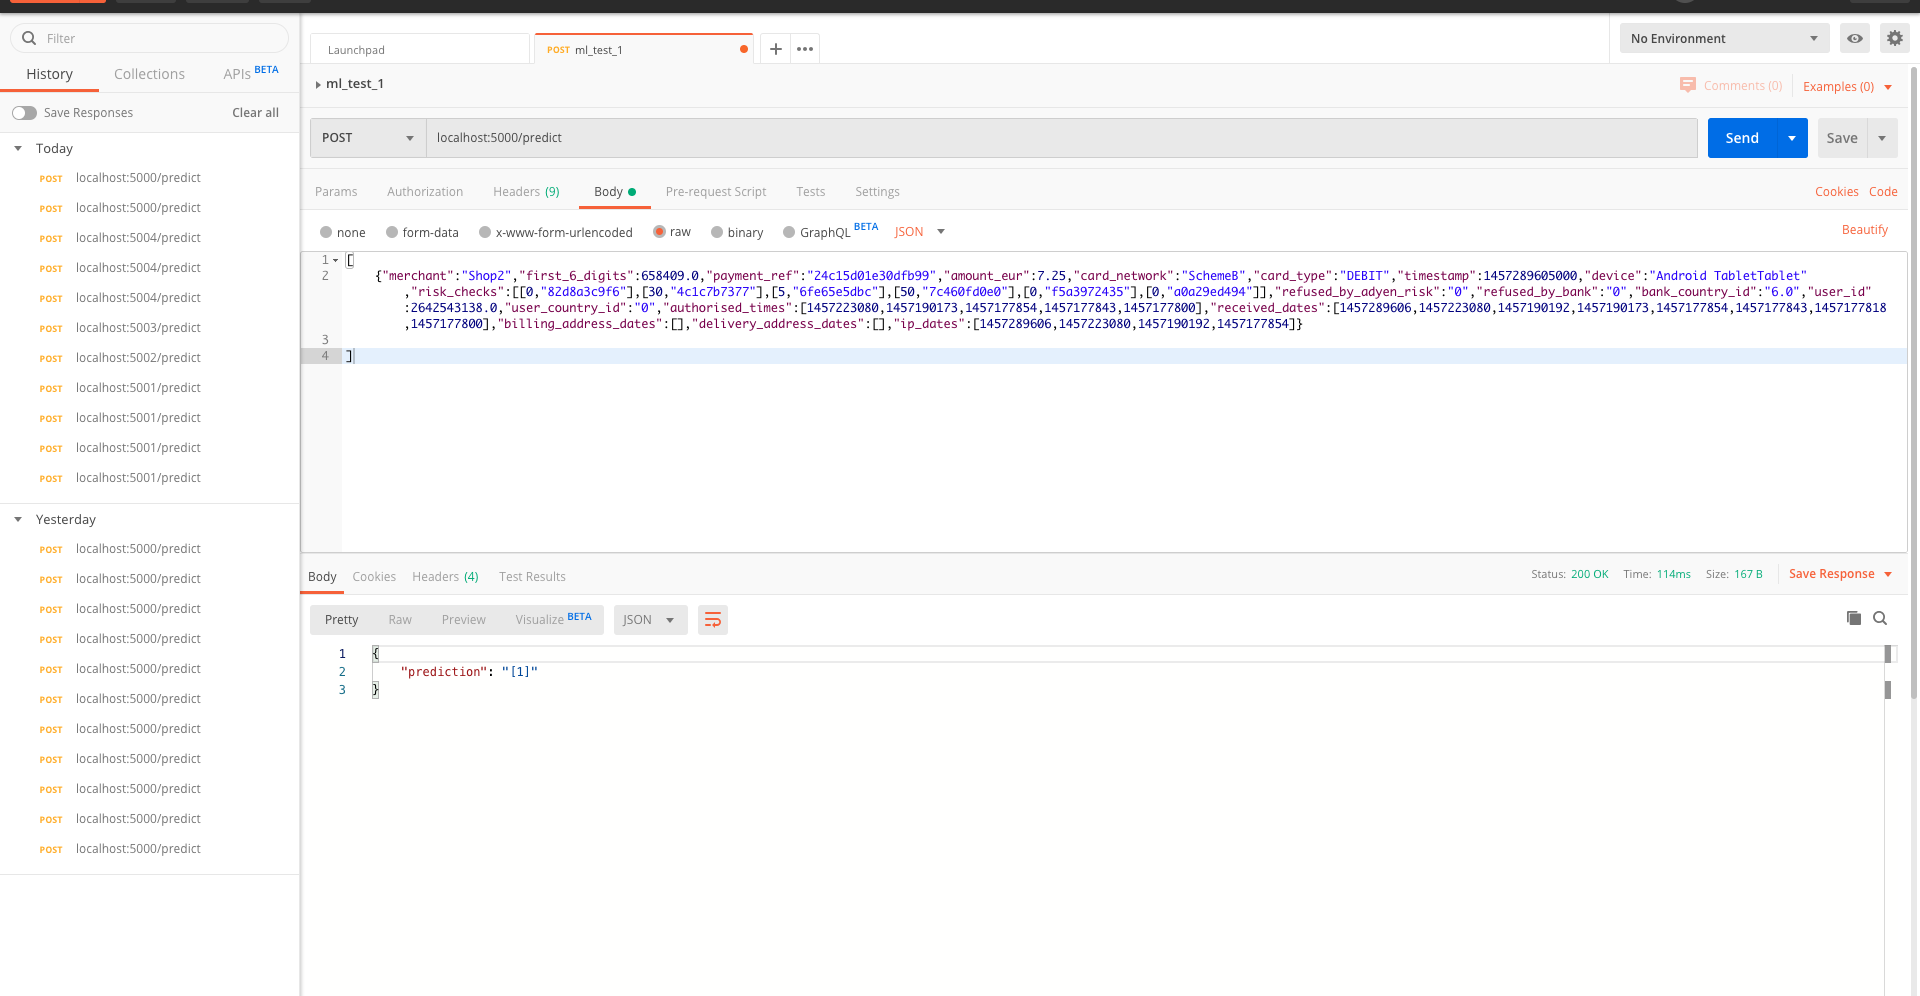 Filter
History Collections APIs BETA
Save Responses Clear all
Today
POST localhost:5000/predict
POST localhost:5000/predict
POST localhost:5004/predict
POST localhost:5004/predict
POST localhost:5004/predict
POST localhost:5003/predict
POST localhost:5002/predict
POST localhost:5001/predict
POST localhost:5001/predict
POST localhost:5001/predict
POST localhost:5001/predict
Yesterday
POST localhost:5000/predict
POST localhost:5000/predict
POST localhost:5000/predict
POST localhost:5000/predict
POST localhost:5000/predict
POST localhost:5000/predict
POST localhost:5000/predict
POST localhost:5000/predict
POST localhost:5000/predict
POST localhost:5000/predict
POST localhost:5000/predict
Launchpad POST ml_test_1 No Environment
ml_test_1 Comments (0) Examples (0)
POST localhost:5000/predict Send Save
Params Authorization Headers (9) Body Pre-request Script Tests Settings Cookies Code
none form-data x-www-form-urlencoded raw binary GraphQL BETA JSON Beautify
1 [
2 {"merchant":"Shop2","first_6_digits":658409.0,"payment_ref":"24c15d01e30dfb99","amount_eur":7.25,"card_network":"SchemeB","card_type":"DEBIT","timestamp":1457289605000,"device":"Android TabletTablet"
,"risk_checks":[[0,"82d8a3c9f6"],[30,"4c1c7b7377"],[5,"6fe65e5dbc"],[50,"7c460fd0e0"],[0,"f5a3972435"],[0,"a0a29ed494"]],"refused_by_adyen_risk":"0","refused_by_bank":"0","bank_country_id":"6.0","user_id"
:2642543138.0,"user_country_id":"0","authorised_times":[1457223080,1457190173,1457177854,1457177843,1457177800],"received_dates":[1457289606,1457223080,1457190192,1457190173,1457177854,1457177843,1457177818
,1457177800],"billing_address_dates":[],"delivery_address_dates":[],"ip_dates":[1457289606,1457223080,1457190192,1457177854]}
3
4 ]
Body Cookies Headers (4) Test Results Status: 200 OK Time: 114ms Size: 167 B Save Response
Pretty Raw Preview Visualize BETA JSON
1 {
2 "prediction": "[1]"
3 }